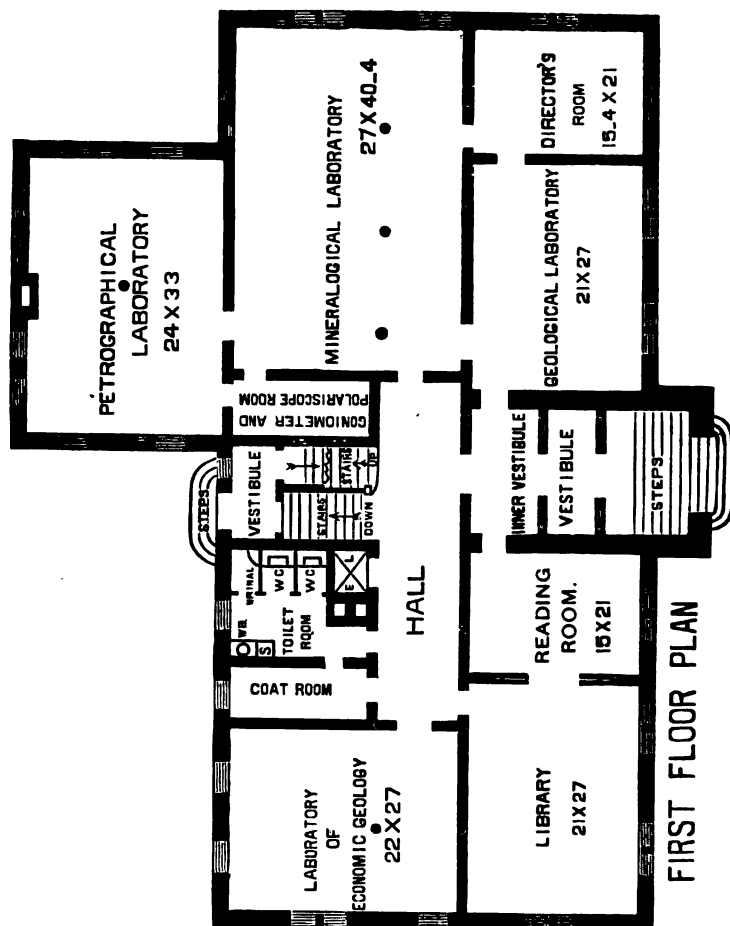 PETROGRAPHICAL
LABORATORY
24 X 33
MINERALOGICAL LABORATORY
27 X 40_4
DIRECTOR'S
ROOM
15_4 X 21
GEOLOGICAL LABORATORY
21 X 27
GONIOMETER AND
POLARISCOPE ROOM
STEPS
VESTIBULE
STAIRS
UP
STAIRS
DOWN
INNER VESTIBULE
VESTIBULE
STEPS
URINAL
WC
WC
W.B.
S
TOILET
ROOM
E L
HALL
COAT ROOM
READING
ROOM.
15 X 21
LABORATORY
OF
ECONOMIC GEOLOGY
22 X 27
LIBRARY
21 X 27
FIRST FLOOR PLAN